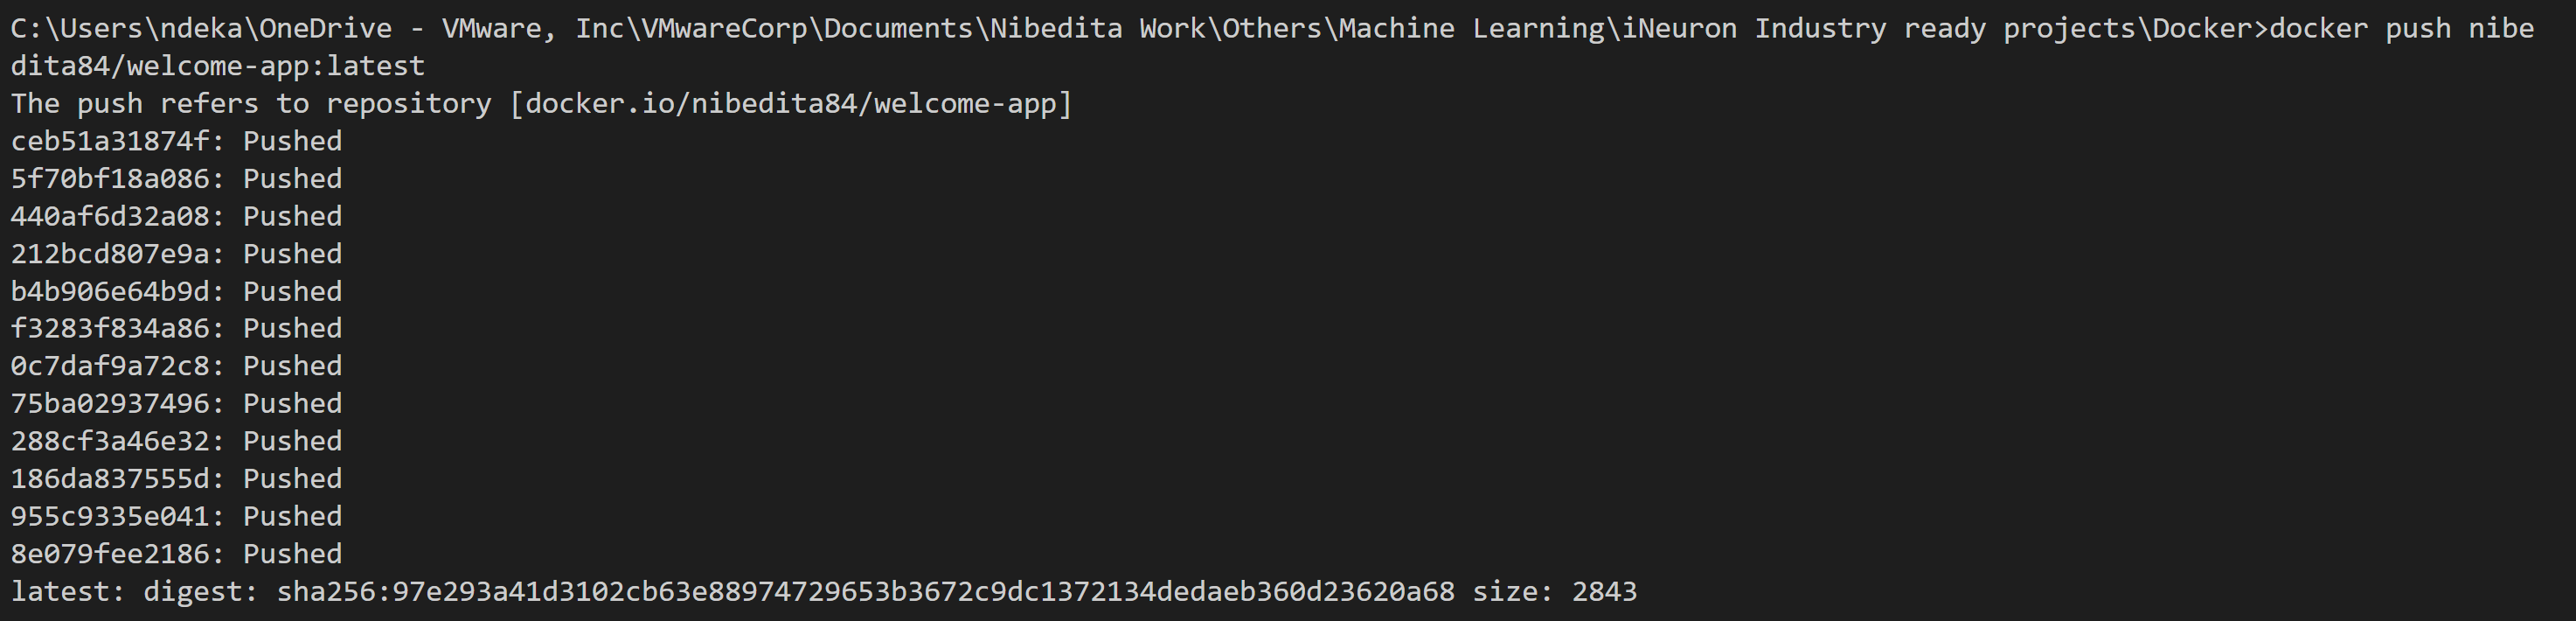 C:\Users\ndeka\OneDrive - VMware, Inc\VMwareCorp\Documents\Nibedita Work\Others\Machine Learning\iNeuron Industry ready projects\Docker>docker push nibe
dita84/welcome-app:latest
The push refers to repository [docker.io/nibedita84/welcome-app]
ceb51a31874f: Pushed
5f70bf18a086: Pushed
440af6d32a08: Pushed
212bcd807e9a: Pushed
b4b906e64b9d: Pushed
f3283f834a86: Pushed
0c7daf9a72c8: Pushed
75ba02937496: Pushed
288cf3a46e32: Pushed
186da837555d: Pushed
955c9335e041: Pushed
8e079fee2186: Pushed
latest: digest: sha256:97e293a41d3102cb63e88974729653b3672c9dc1372134dedaeb360d23620a68 size: 2843